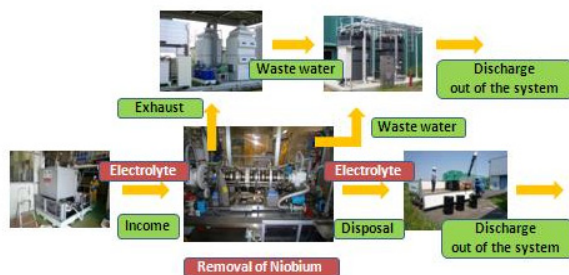 Waste water
Discharge
out of the system
Exhaust
Waste water
Electrolyte
Electrolyte
Income
Disposal
Discharge
out of the system
Removal of Niobium